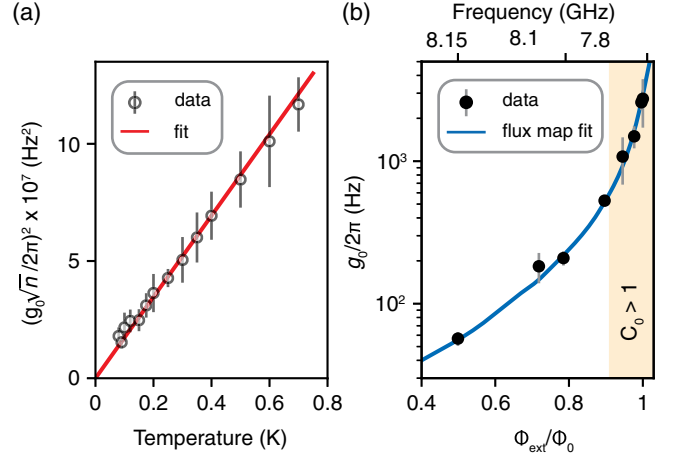 (a)
(g₀√n̅/2π)² x 10⁷ (Hz²)
10
5
0
data
fit
0
0.2
0.4
0.6
Temperature (K)
(b)
Frequency (GHz)
8.15
8.1
7.8
g₀/2π (Hz)
10³
10²
data
flux map fit
C₀ > 1
0.4
0.6
0.8
1
Φext/Φ₀